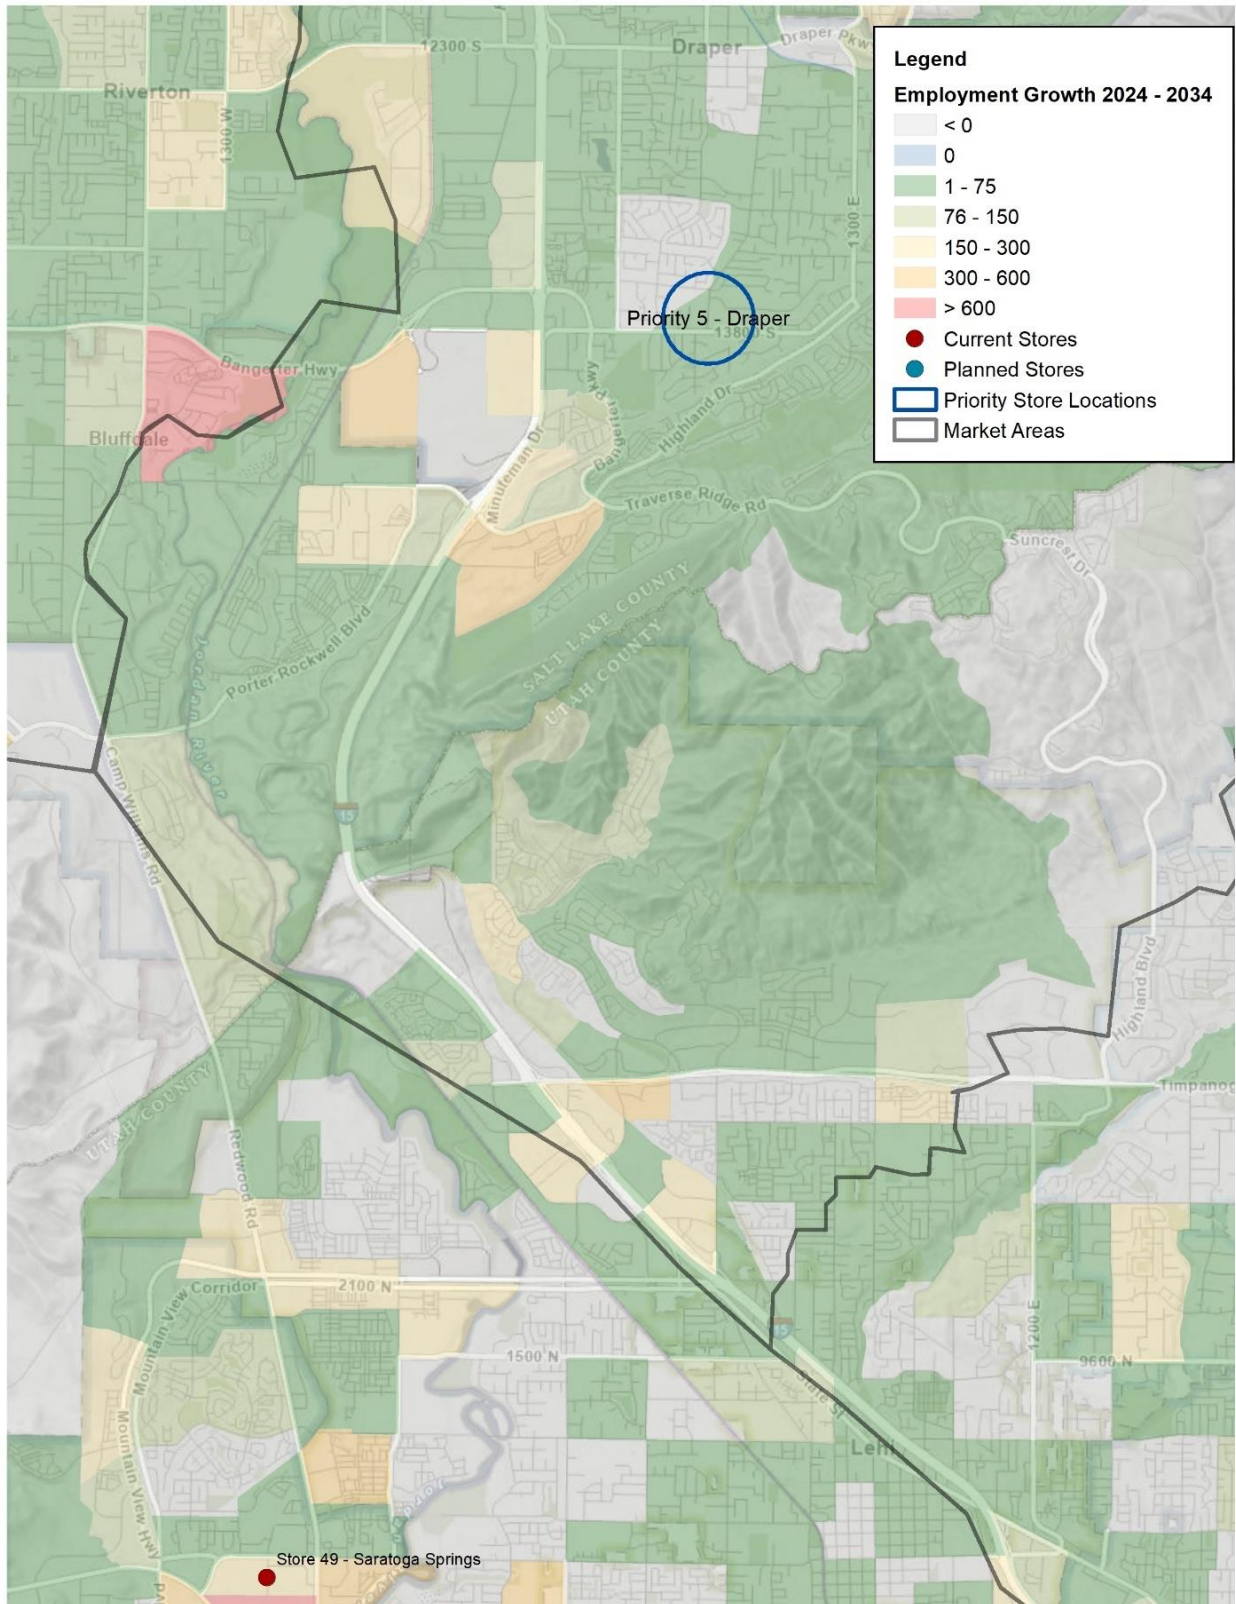 12300 S
Draper
Draper Pkwy
Riverton
1300 W
1300 E
Legend
Employment Growth 2024 - 2034
< 0
0
1 - 75
76 - 150
150 - 300
300 - 600
> 600
Current Stores
Planned Stores
Priority Store Locations
Market Areas
Priority 5 - Draper
13800 S
Bangerter Hwy
Bangerter Pkwy
Highland Dr
Bluffdale
Minuteman Dr
Traverse Ridge Rd
Suncrest Dr
SALT LAKE COUNTY
UTAH COUNTY
Porter Rockwell Blvd
Jordan River
Camp Williams Rd
15
Highland Blvd
Timpanog
UTAH COUNTY
Redwood Rd
Mountain View Corridor
2100 N
15
1200 E
1500 N
9600 N
State St
Mountain View Hwy
Lehi
Store 49 - Saratoga Springs